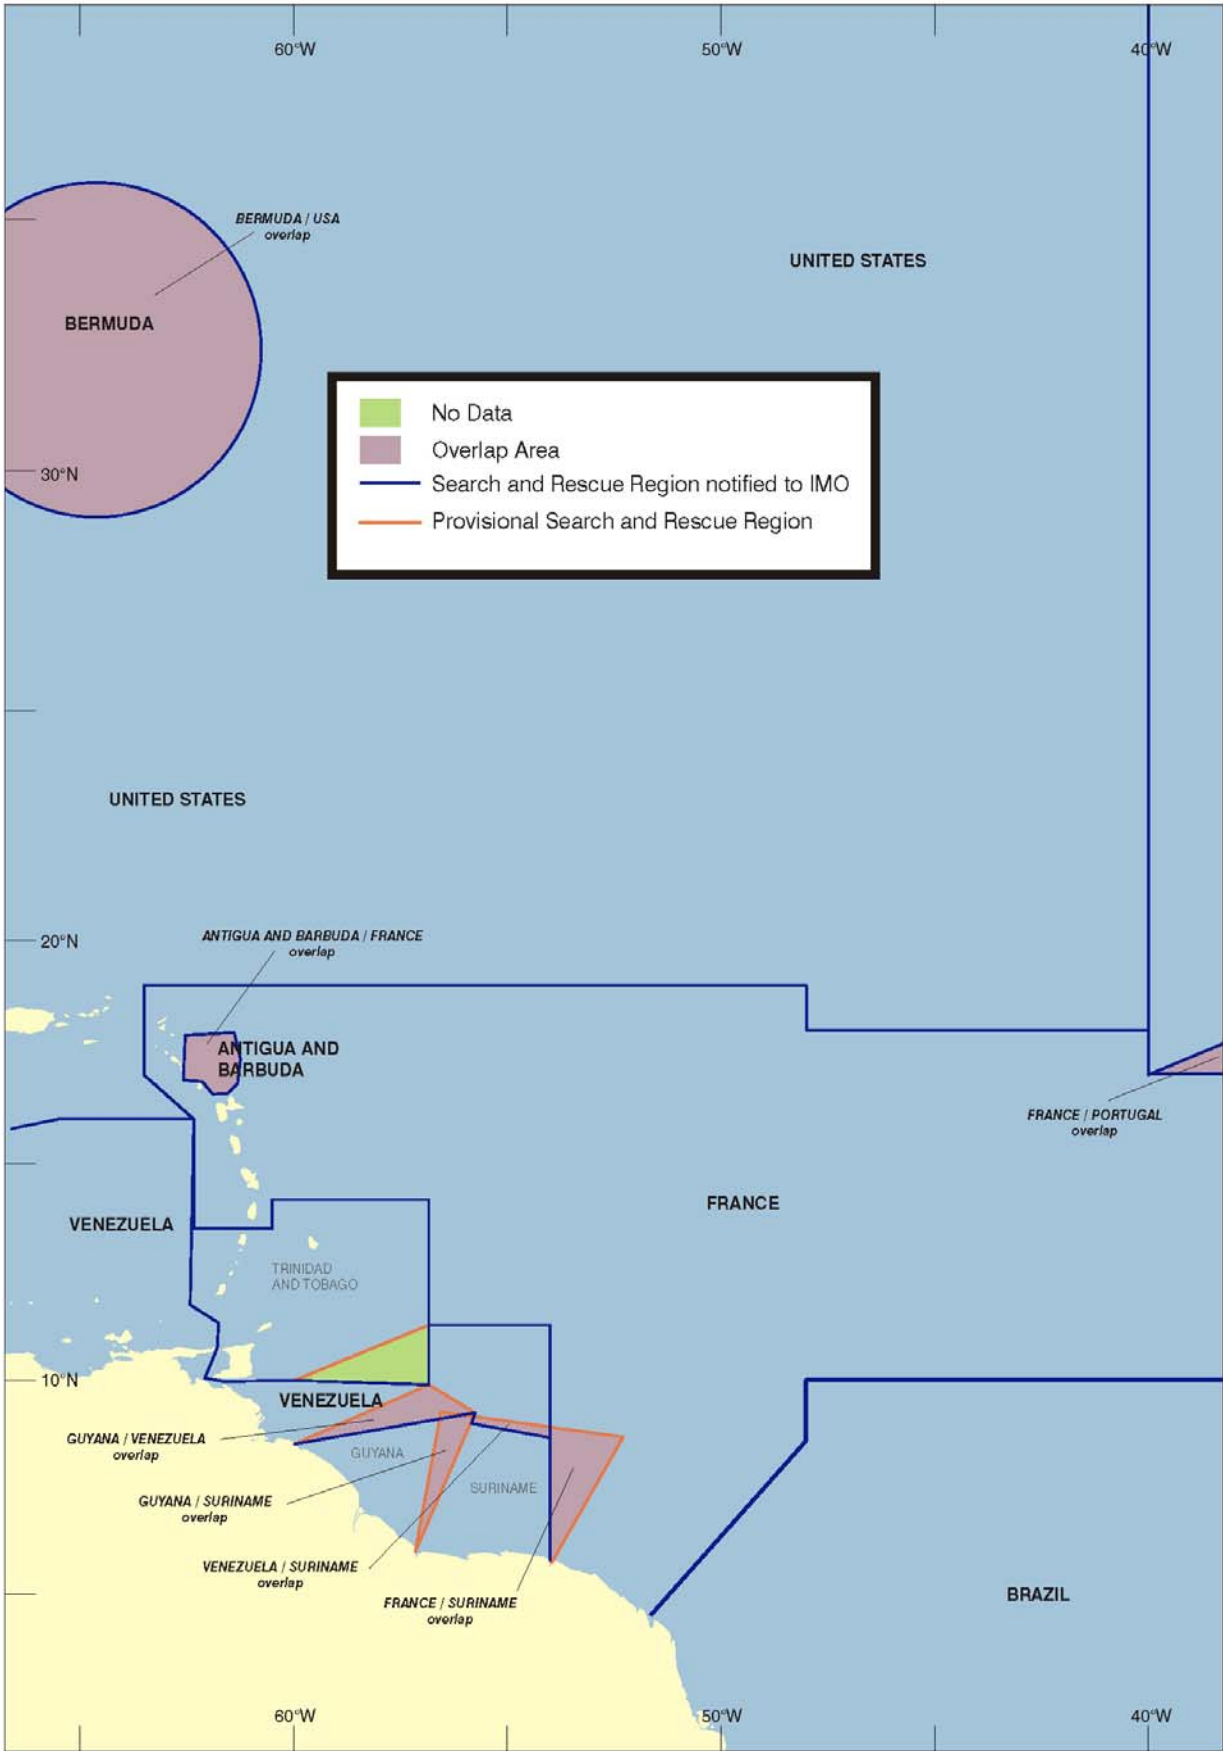 60°W
50°W
40°W
BERMUDA / USA
overlap
UNITED STATES
BERMUDA
No Data
Overlap Area
30°N
Search and Rescue Region notified to IMO
Provisional Search and Rescue Region
UNITED STATES
20°N
ANTIGUA AND BARBUDA / FRANCE
overlap
ANTIGUA AND
BARBUDA
FRANCE / PORTUGAL
overlap
FRANCE
VENEZUELA
TRINIDAD
AND TOBAGO
10°N
VENEZUELA
GUYANA / VENEZUELA
overlap
GUYANA
SURINAME
GUYANA / SURINAME
overlap
VENEZUELA / SURINAME
overlap
FRANCE / SURINAME
overlap
BRAZIL
60°W
50°W
40°W